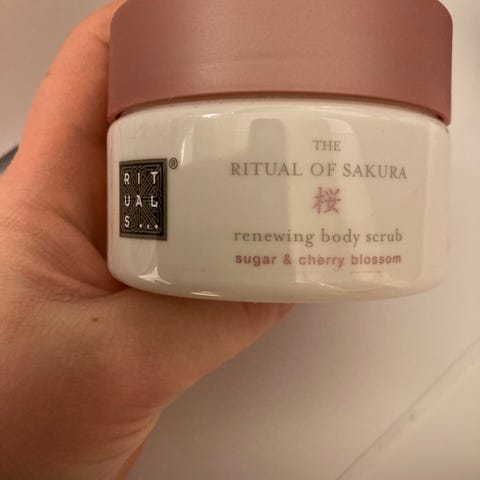 RIT
UAL
S...
®
THE
RITUAL OF SAKURA
桜
renewing body scrub
sugar & cherry blossom